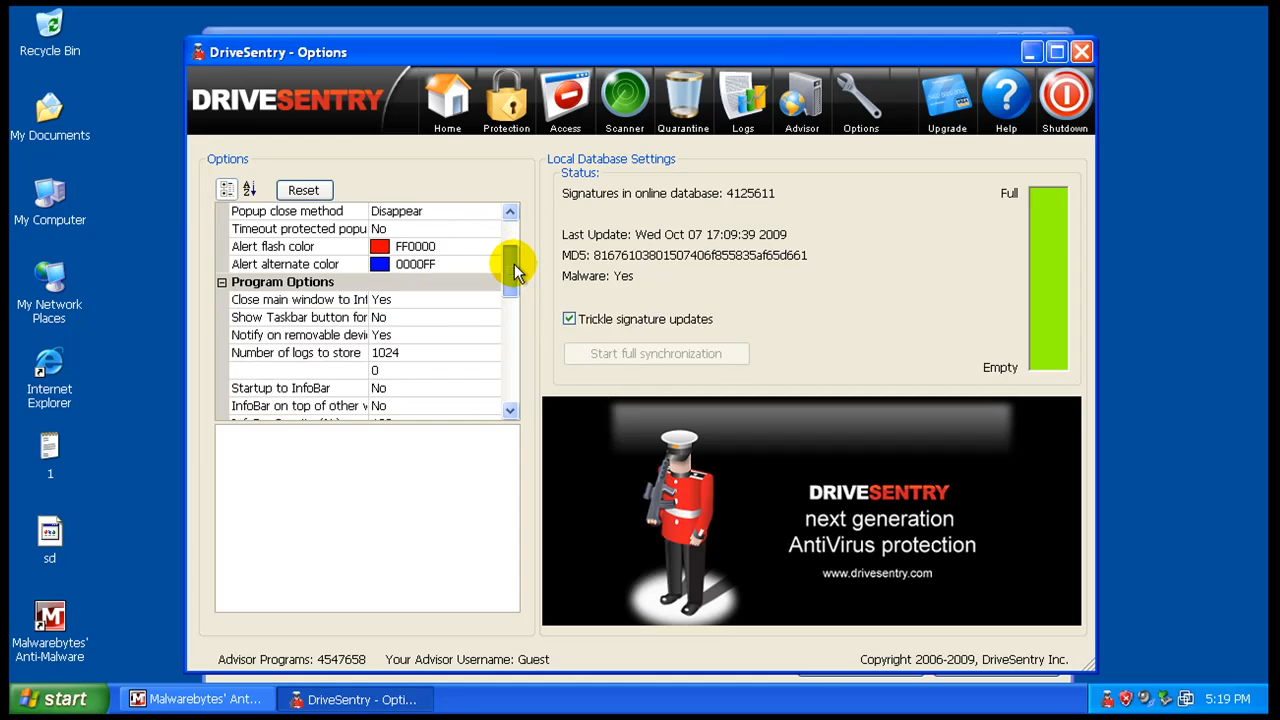 Recycle Bin
My Documents
My Computer
My Network
Places
Internet
Explorer
1
sd
Malwarebytes'
Anti-Malware
DriveSentry - Options
DRIVESENTRY
Home
Protection
Access
Scanner
Quarantine
Logs
Advisor
Options
Upgrade
Help
Shutdown
Options
Reset
Popup close method Disappear
Timeout protected popu No
Alert flash color FF0000
Alert alternate color 0000FF
Program Options
Close main window to Inf Yes
Show Taskbar button for No
Notify on removable devi Yes
Number of logs to store 1024
0
Startup to InfoBar No
InfoBar on top of other v No
Local Database Settings
Status:
Signatures in online database: 4125611
Last Update: Wed Oct 07 17:09:39 2009
MD5: 81676103801507406f855835af65d661
Malware: Yes
Trickle signature updates
Start full synchronization
Full
Empty
DRIVESENTRY
next generation
AntiVirus protection
www.drivesentry.com
Advisor Programs: 4547658 Your Advisor Username: Guest
Copyright 2006-2009, DriveSentry Inc.
start
Malwarebytes' Ant...
DriveSentry - Opti...
5:19 PM